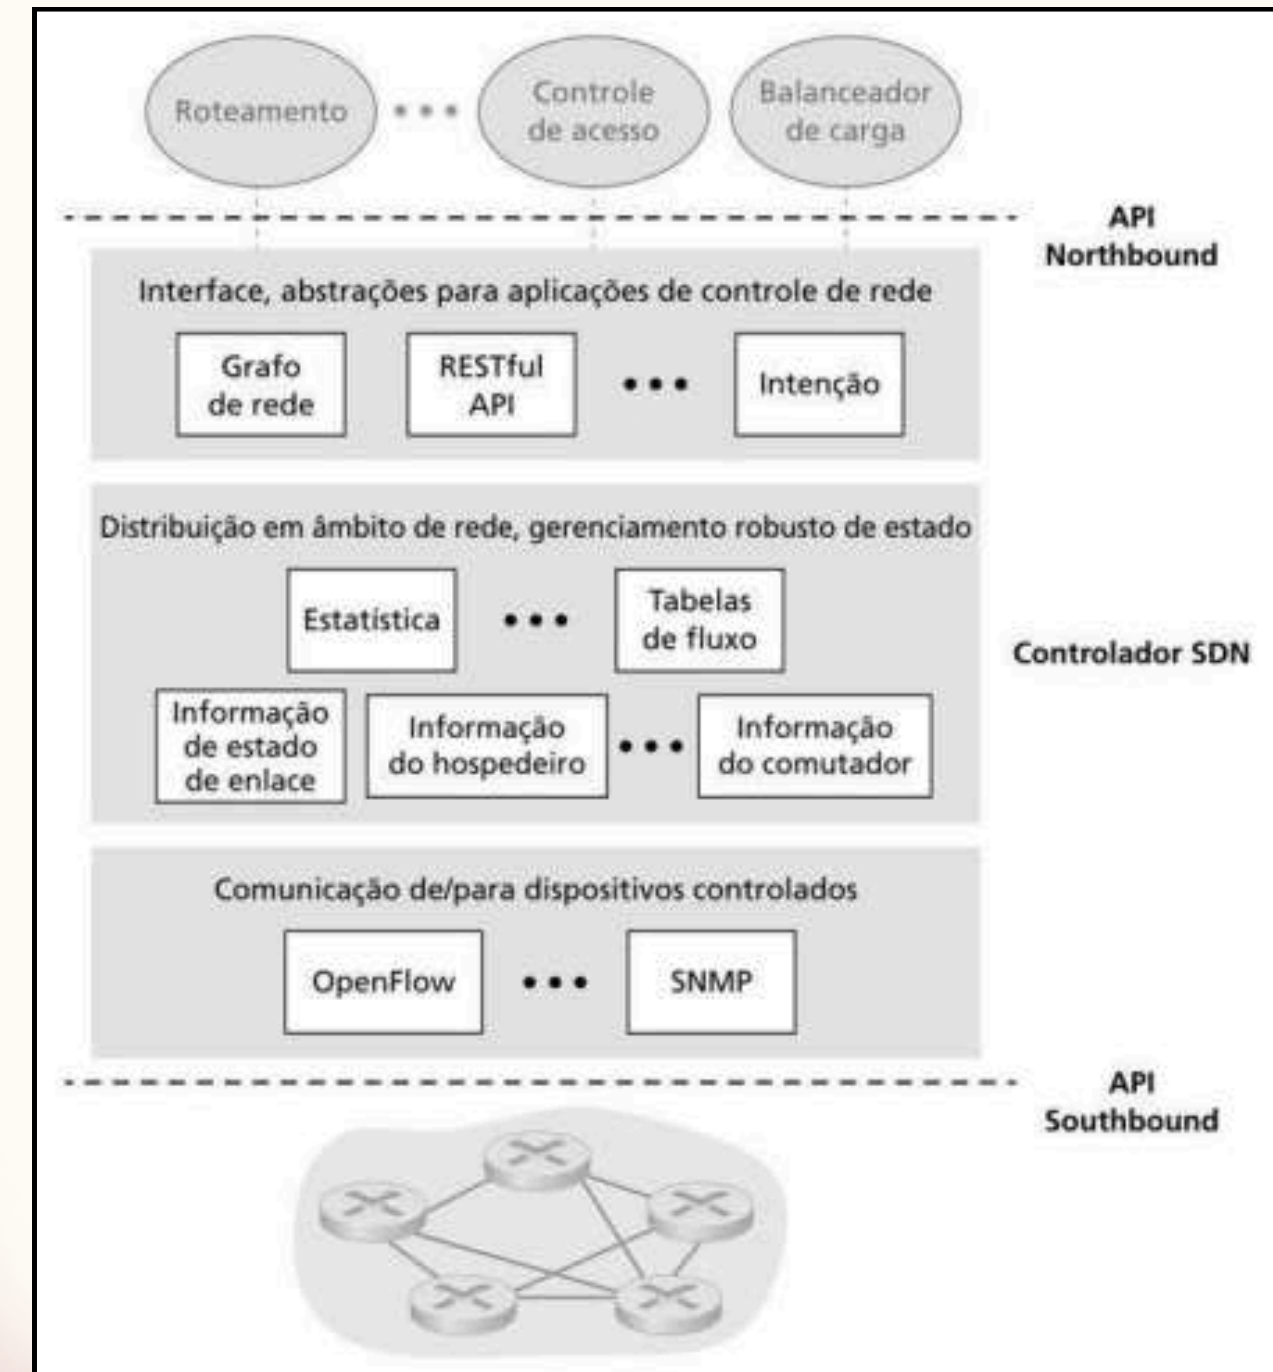 Roteamento
Controle
de acesso
Balanceador
de carga
API
Northbound
Interface, abstrações para aplicações de controle de rede
Grafo
de rede
RESTful
API
Intenção
Distribuição em âmbito de rede, gerenciamento robusto de estado
Estatística
Tabelas
de fluxo
Controlador SDN
Informação
de estado
de enlace
Informação
do hospedeiro
Informação
do comutador
Comunicação de/para dispositivos controlados
OpenFlow
SNMP
API
Southbound